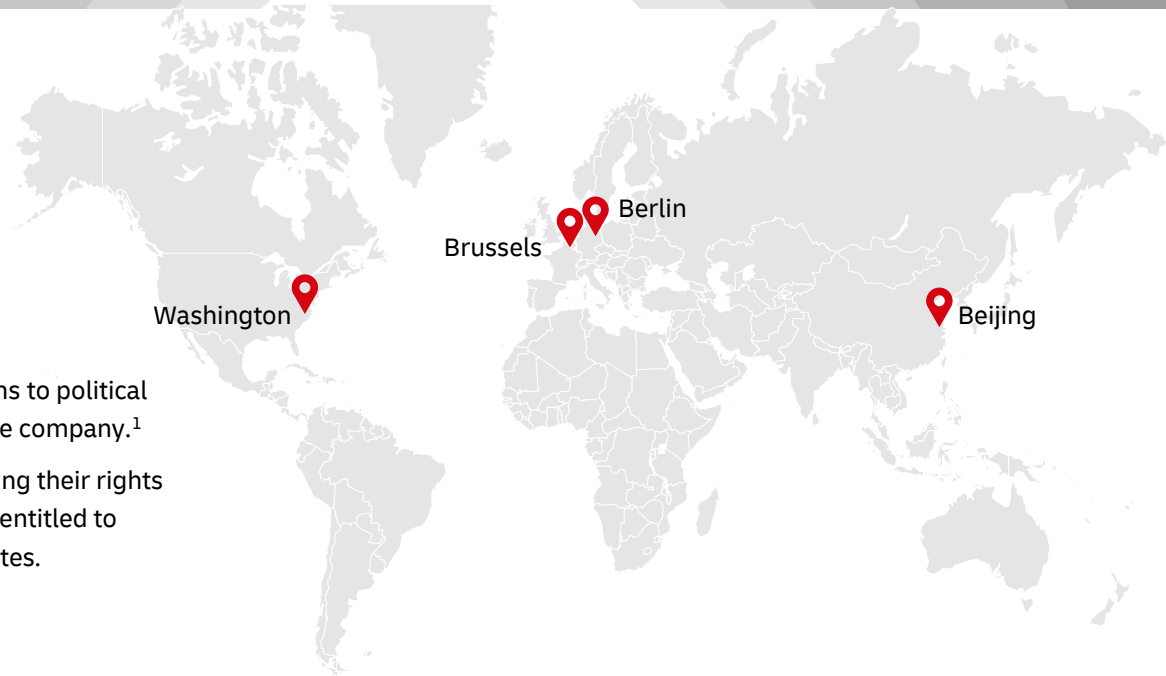 Berlin
Brussels
Washington
Beijing
ns to political
e company.¹
ng their rights
entitled to
tes.